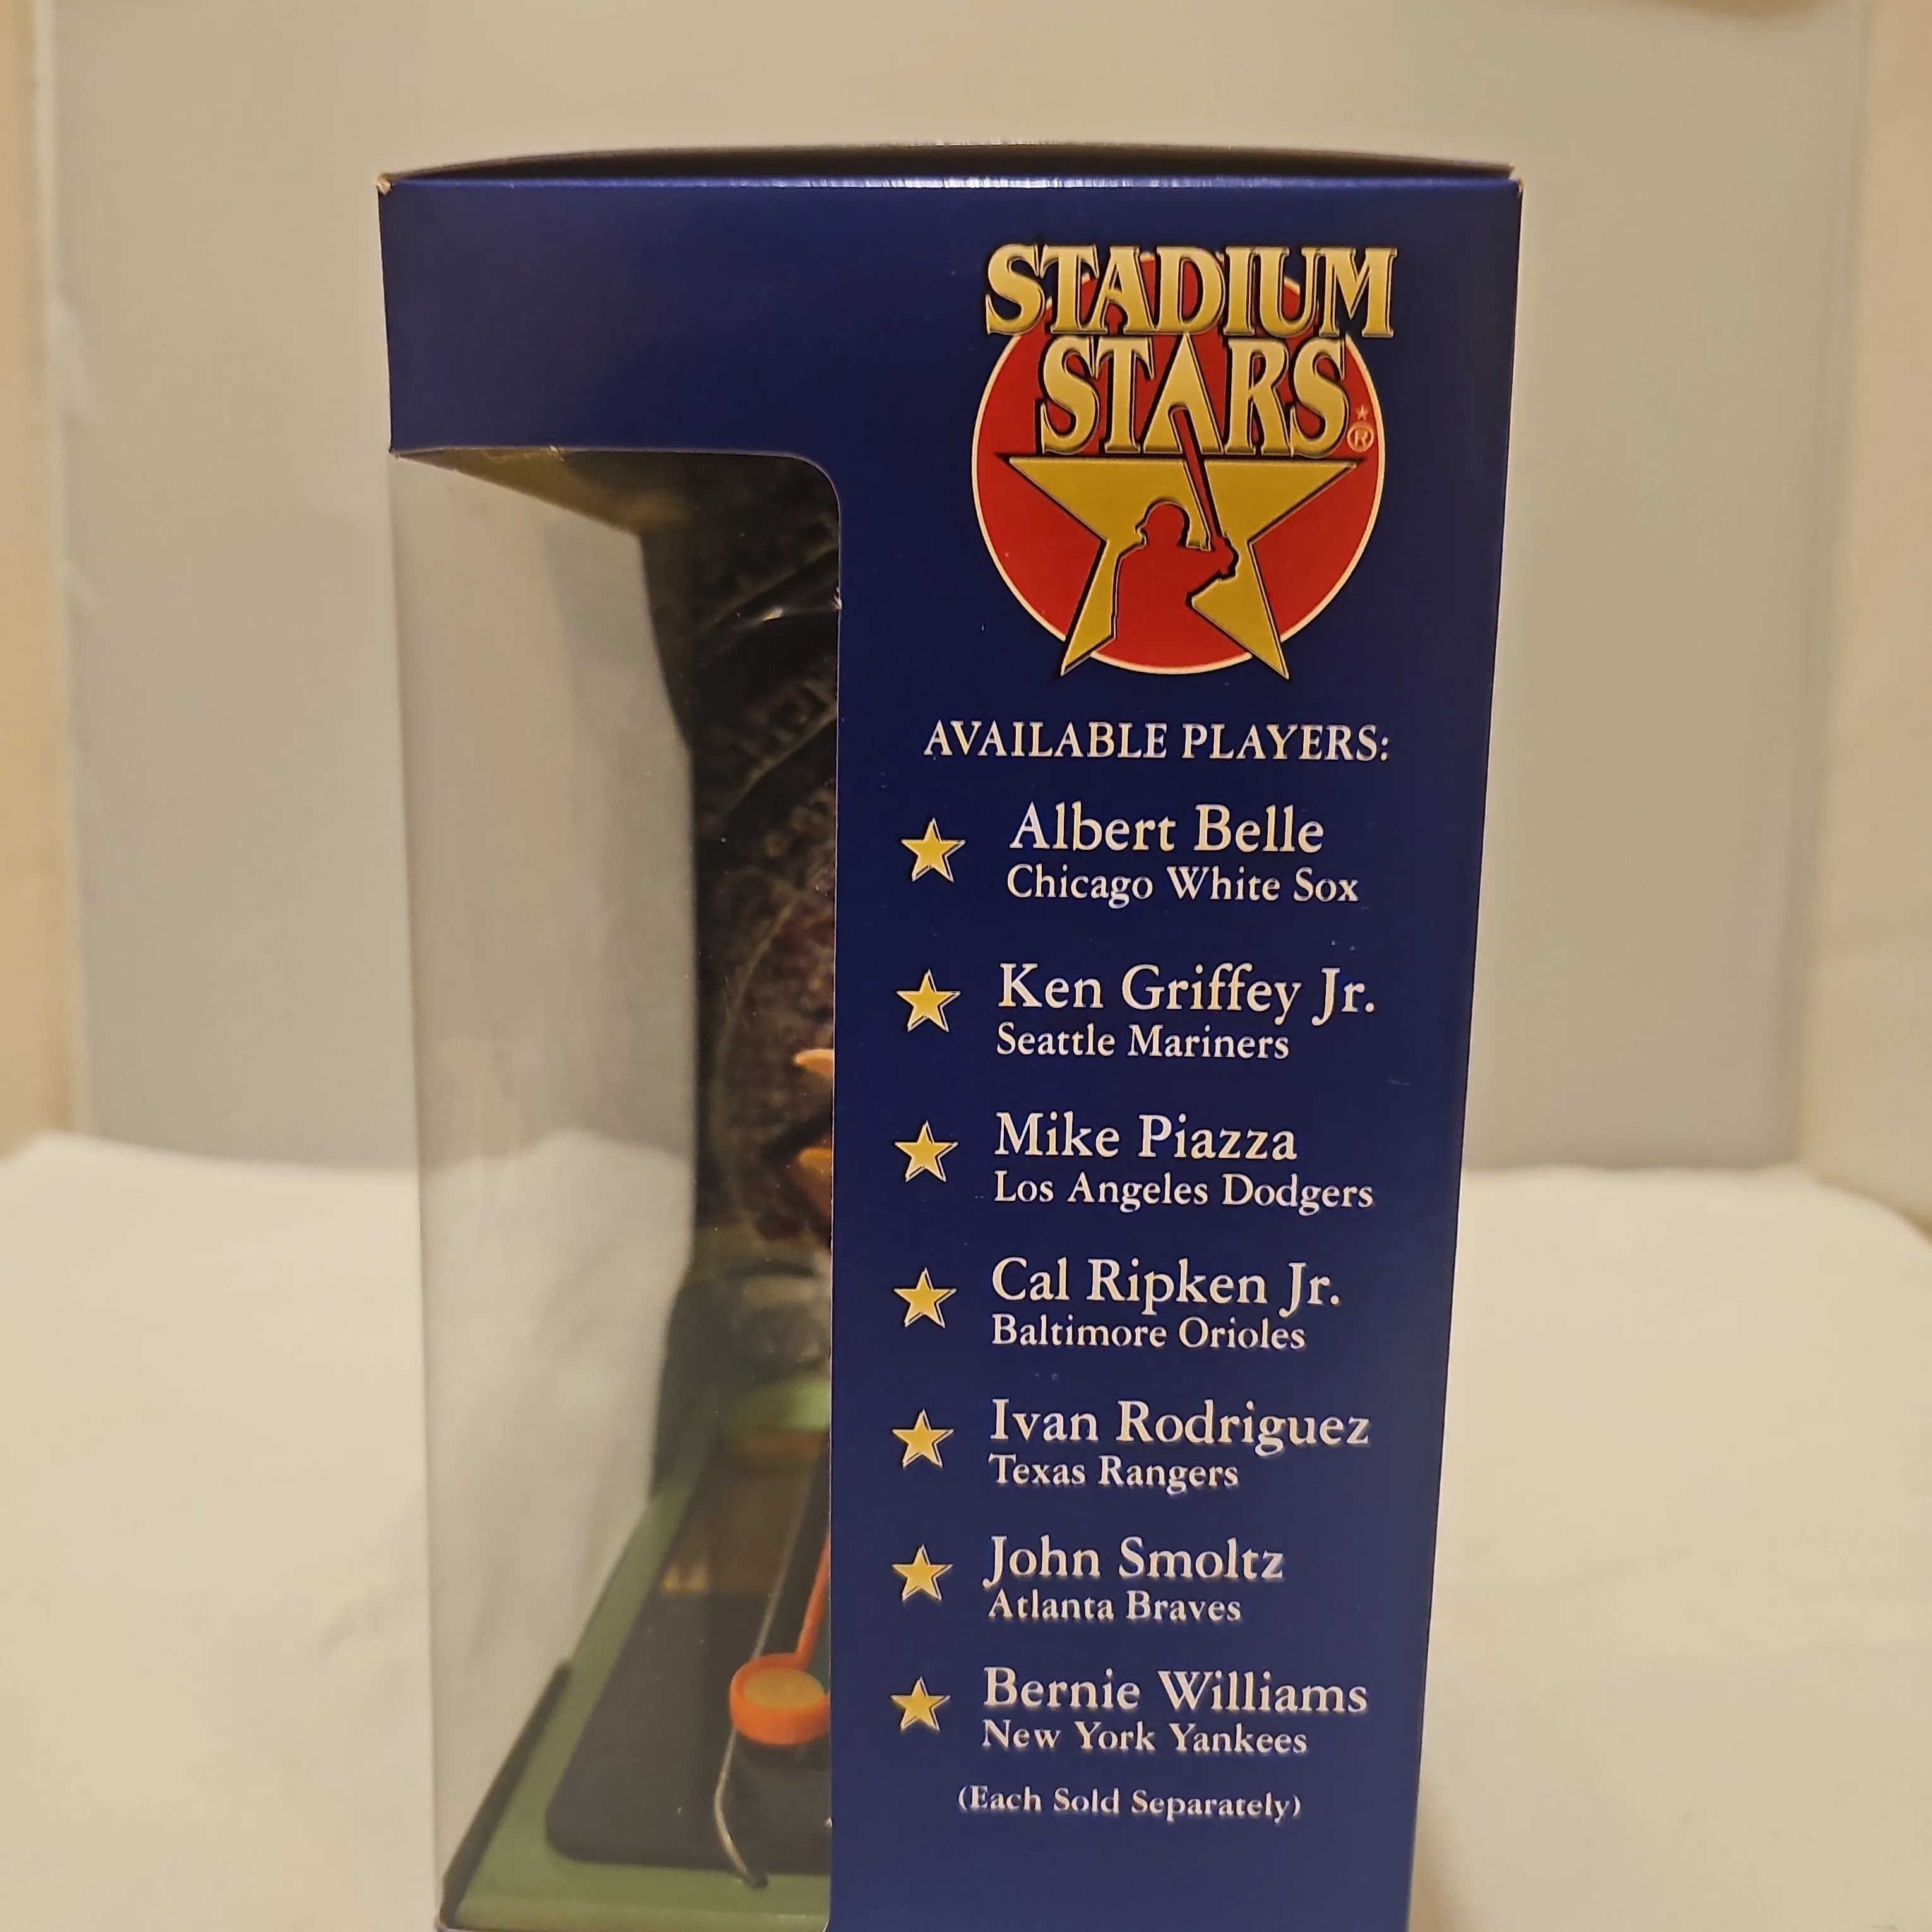 STADIUM
STARS®
AVAILABLE PLAYERS:
Albert Belle
Chicago White Sox
Ken Griffey Jr.
Seattle Mariners
Mike Piazza
Los Angeles Dodgers
Cal Ripken Jr.
Baltimore Orioles
Ivan Rodriguez
Texas Rangers
John Smoltz
Atlanta Braves
Bernie Williams
New York Yankees
(Each Sold Separately)